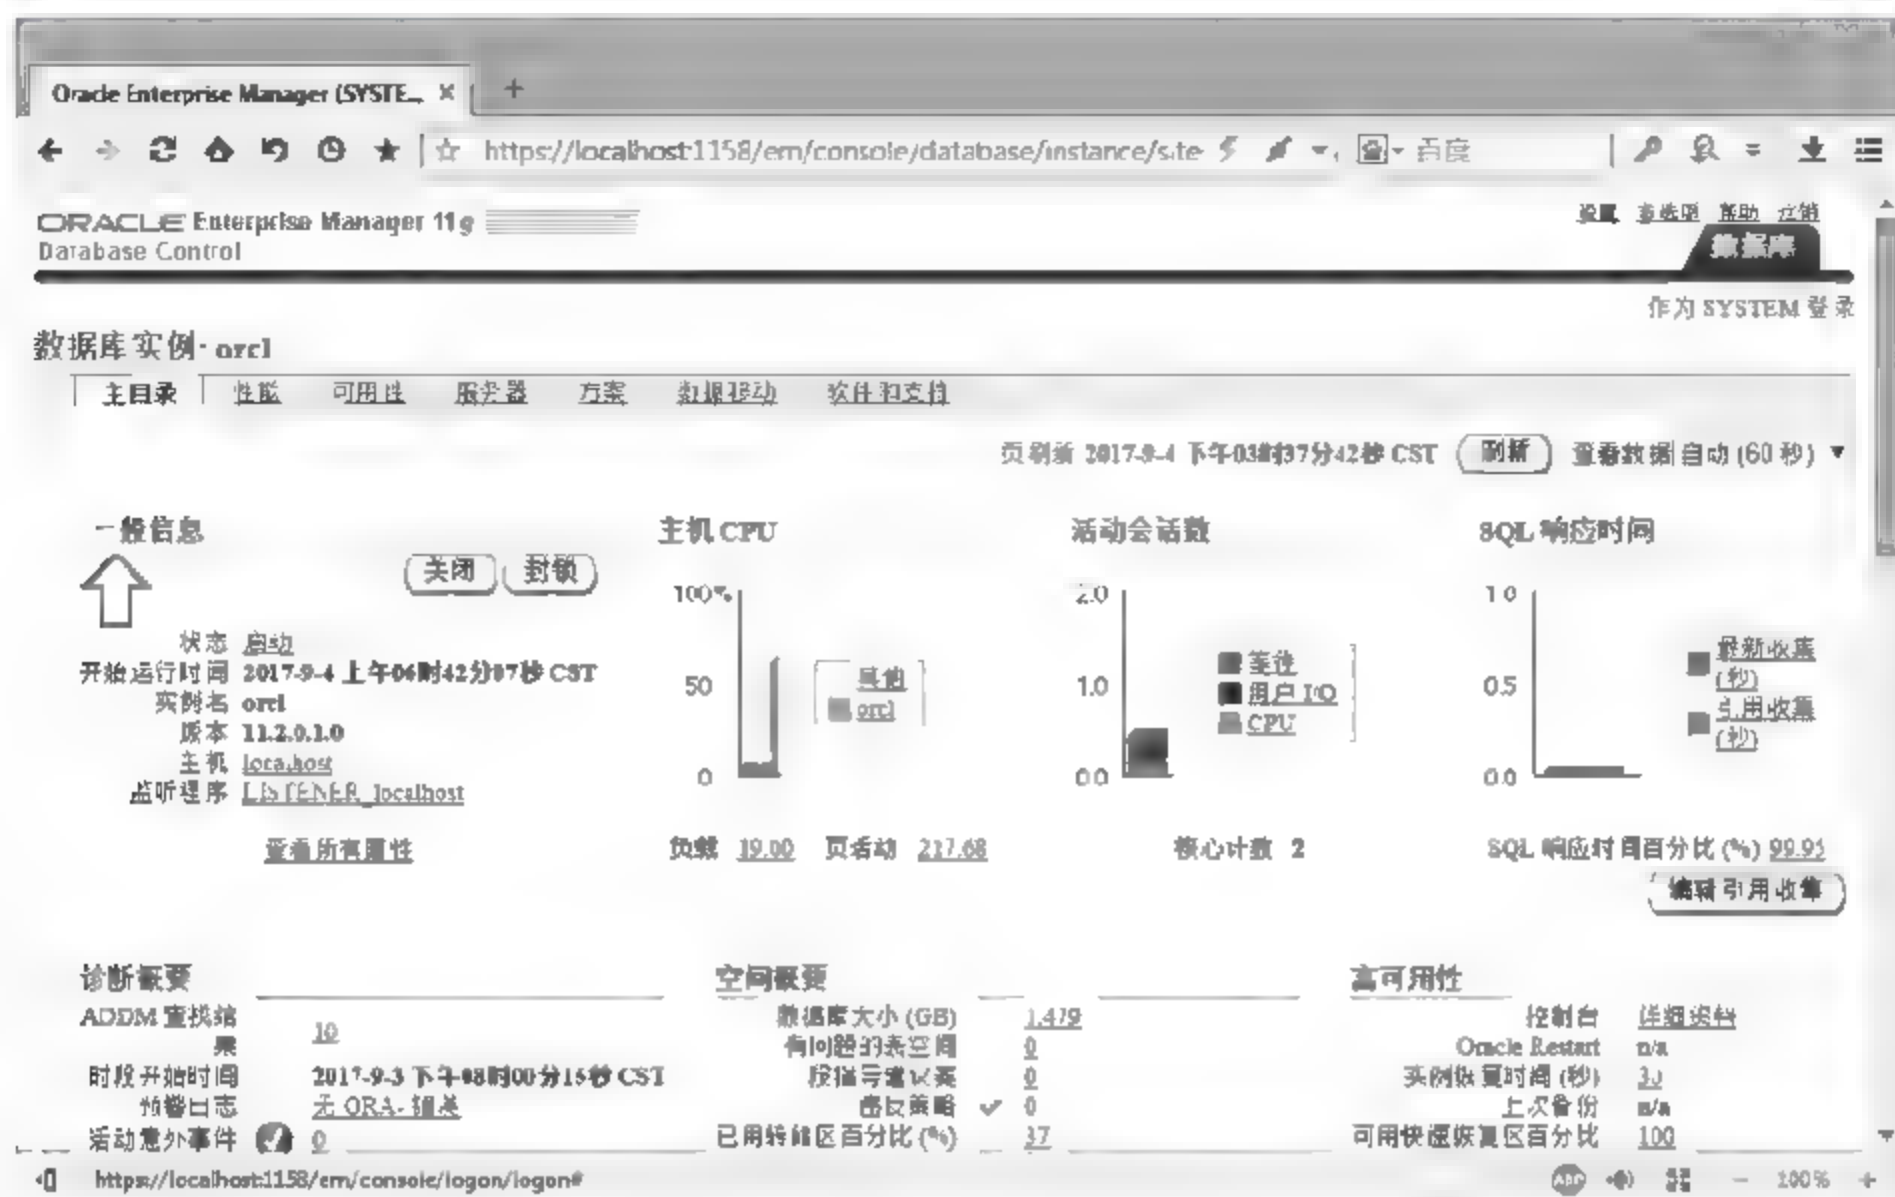 Oracle Enterprise Manager (SYSTE... × +
https://localhost:1158/em/console/database/instance/site 百度
ORACLE Enterprise Manager 11g
Database Control
设置 首选项 帮助 注销
数据库
作为 SYSTEM 登录
数据库实例: orcl
主目录 性能 可用性 服务器 方案 数据移动 软件和支持
页刷新 2017-9-4 下午03时37分42秒 CST 刷新 查看数据 自动 (60 秒)
一般信息
关闭 封锁
状态 启动
开始运行时间 2017-9-4 上午06时42分07秒 CST
实例名 orcl
版本 11.2.0.1.0
主机 localhost
监听程序 LISTENER_localhost
查看所有属性
主机 CPU
100%
50
0
其他
orcl
负载 19.00 页活动 217.68
活动会话数
2.0
1.0
0.0
等待
用户 I/O
CPU
核心计数 2
SQL 响应时间
1.0
0.5
0.0
最新收集
(秒)
引用收集
(秒)
SQL 响应时间百分比 (%) 99.95
编辑引用收集
诊断概要
ADDM 查找结
果 10
时段开始时间 2017-9-3 下午08时00分15秒 CST
预警日志 无 ORA- 错误
活动意外事件 0
空间概要
数据库大小 (GB) 1.479
有问题的表空间 0
段指导建议案 0
违反策略 0
已用转储区百分比 (%) 37
高可用性
控制台 详细资料
Oracle Restart n/a
实例恢复时间 (秒)
上次备份 n/a
可用快速恢复区百分比 100
https://localhost:1158/em/console/logon/logon#
ABP 100%